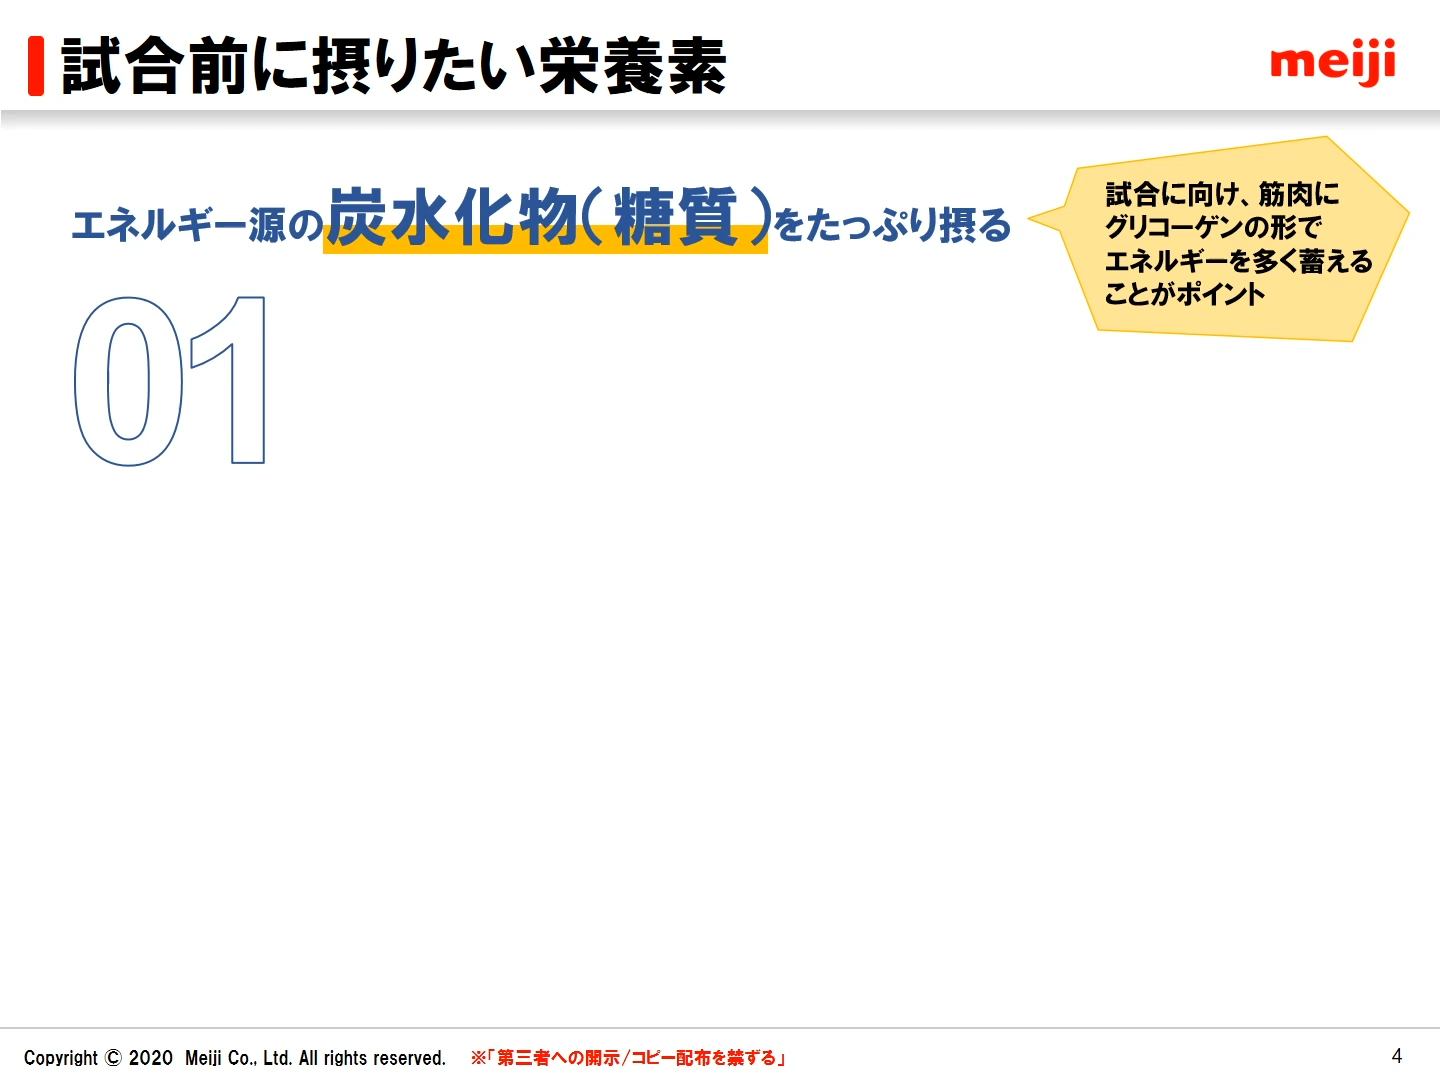 試合前に摂りたい栄養素
meiji
エネルギー源の炭水化物(糖質)をたっぷり摂る
試合に向け、筋肉に
グリコーゲンの形で
エネルギーを多く蓄える
ことがポイント
01
Copyright © 2020 Meiji Co., Ltd. All rights reserved. ※「第三者への開示/コピー配布を禁ずる」
4